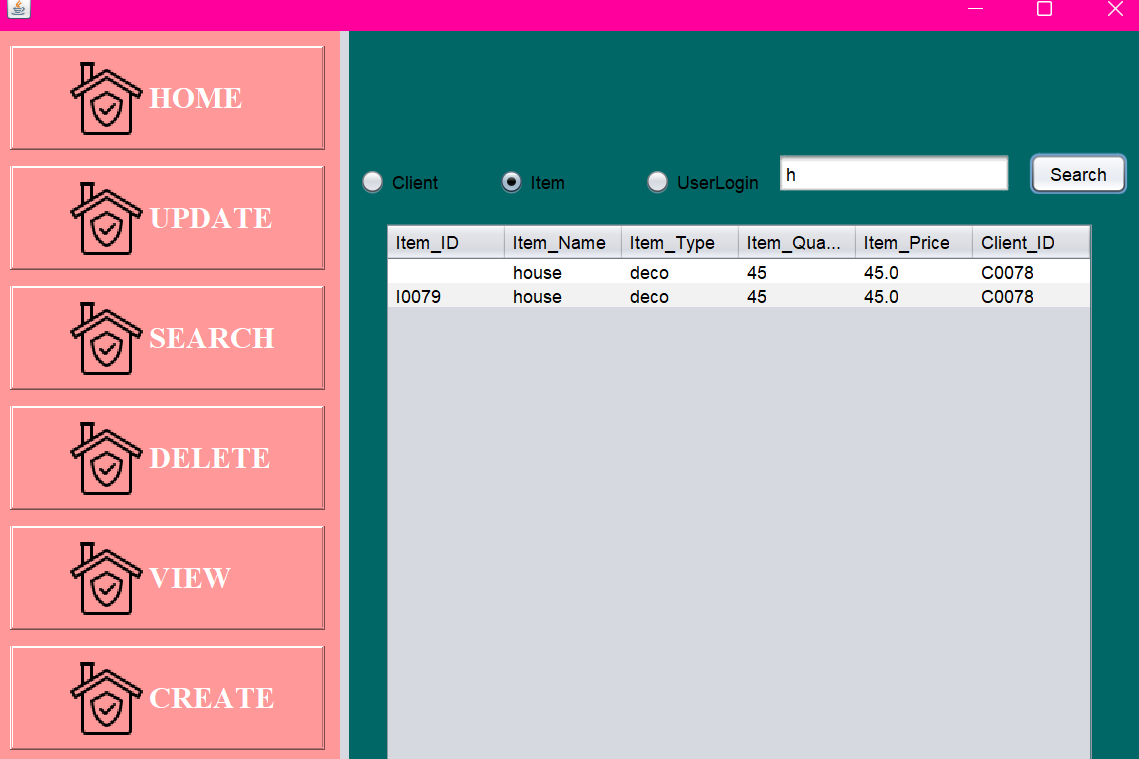 HOME
UPDATE
SEARCH
DELETE
VIEW
CREATE
Client Item UserLogin h Search
Item_ID Item_Name Item_Type Item_Qua... Item_Price Client_ID
house deco 45 45.0 C0078
I0079 house deco 45 45.0 C0078